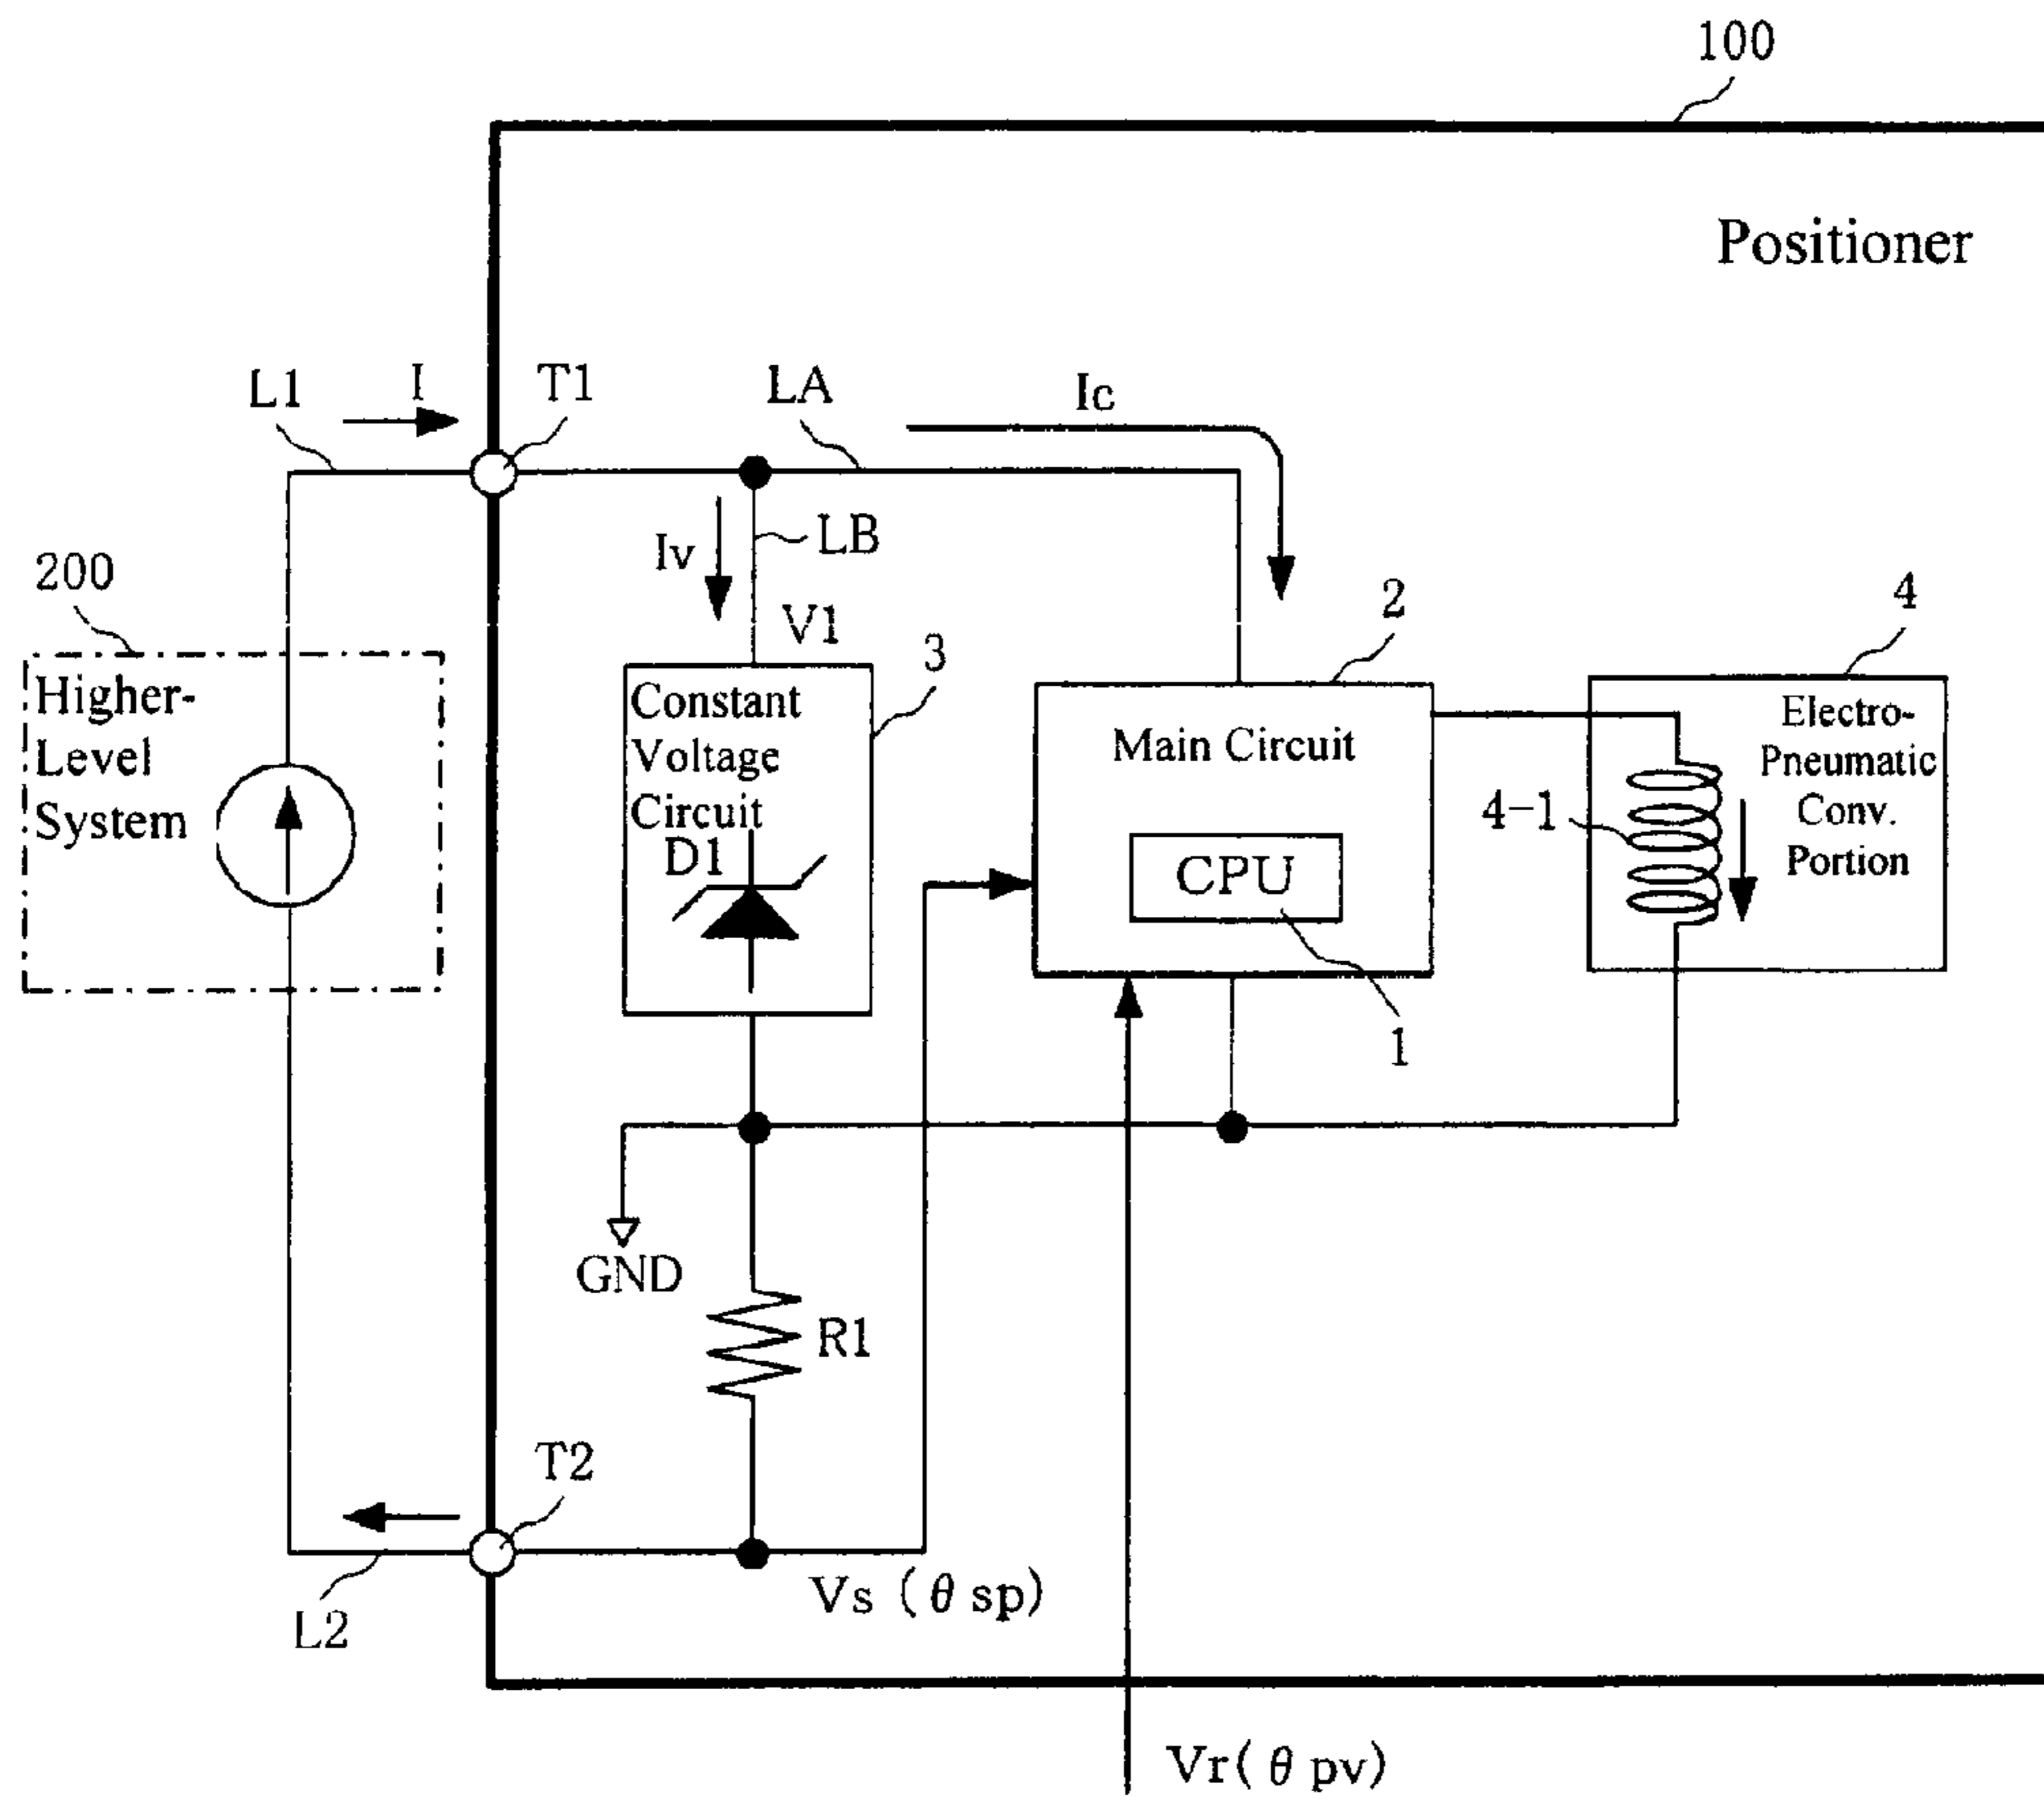 100
Positioner
L1
I
T1
LA
Ic
Iv
LB
V1
200
Higher-
Level
System
3
Constant
Voltage
Circuit
D1
2
Main Circuit
CPU
1
4
Electro-
Pneumatic
Conv.
Portion
4-1
GND
R1
T2
L2
Vs (θ sp)
Vr(θ pv)